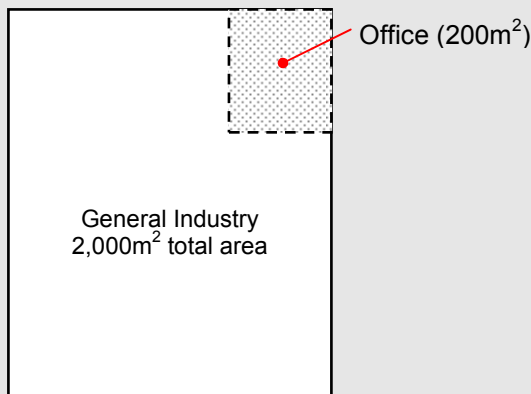 Office (200m²)
General Industry
2,000m² total area